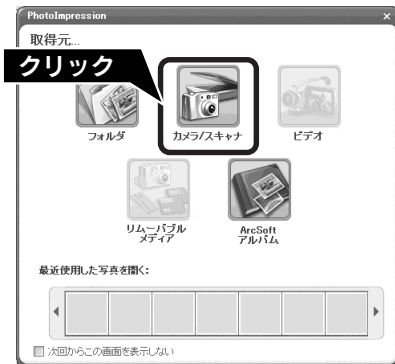 PhotoImpression
取得元...
クリック
フォルダ
カメラ/スキャナ
ビデオ
リムーバブル
メディア
ArcSoft
アルバム
最近使用した写真を開く:
次回からこの画面を表示しない